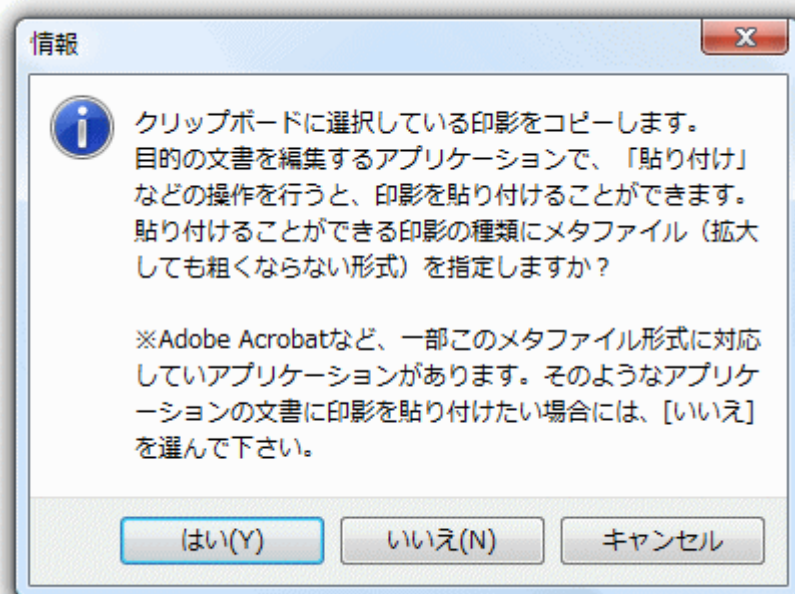 情報
クリップボードに選択している印影をコピーします。
目的の文書を編集するアプリケーションで、「貼り付け」
などの操作を行うと、印影を貼り付けることができます。
貼り付けることができる印影の種類にメタファイル（拡大
しても粗くならない形式）を指定しますか？
※Adobe Acrobatなど、一部このメタファイル形式に対応
していアプリケーションがあります。そのようなアプリケ
ーションの文書に印影を貼り付けたい場合には、[いいえ]
を選んで下さい。
はい(Y) いいえ(N) キャンセル